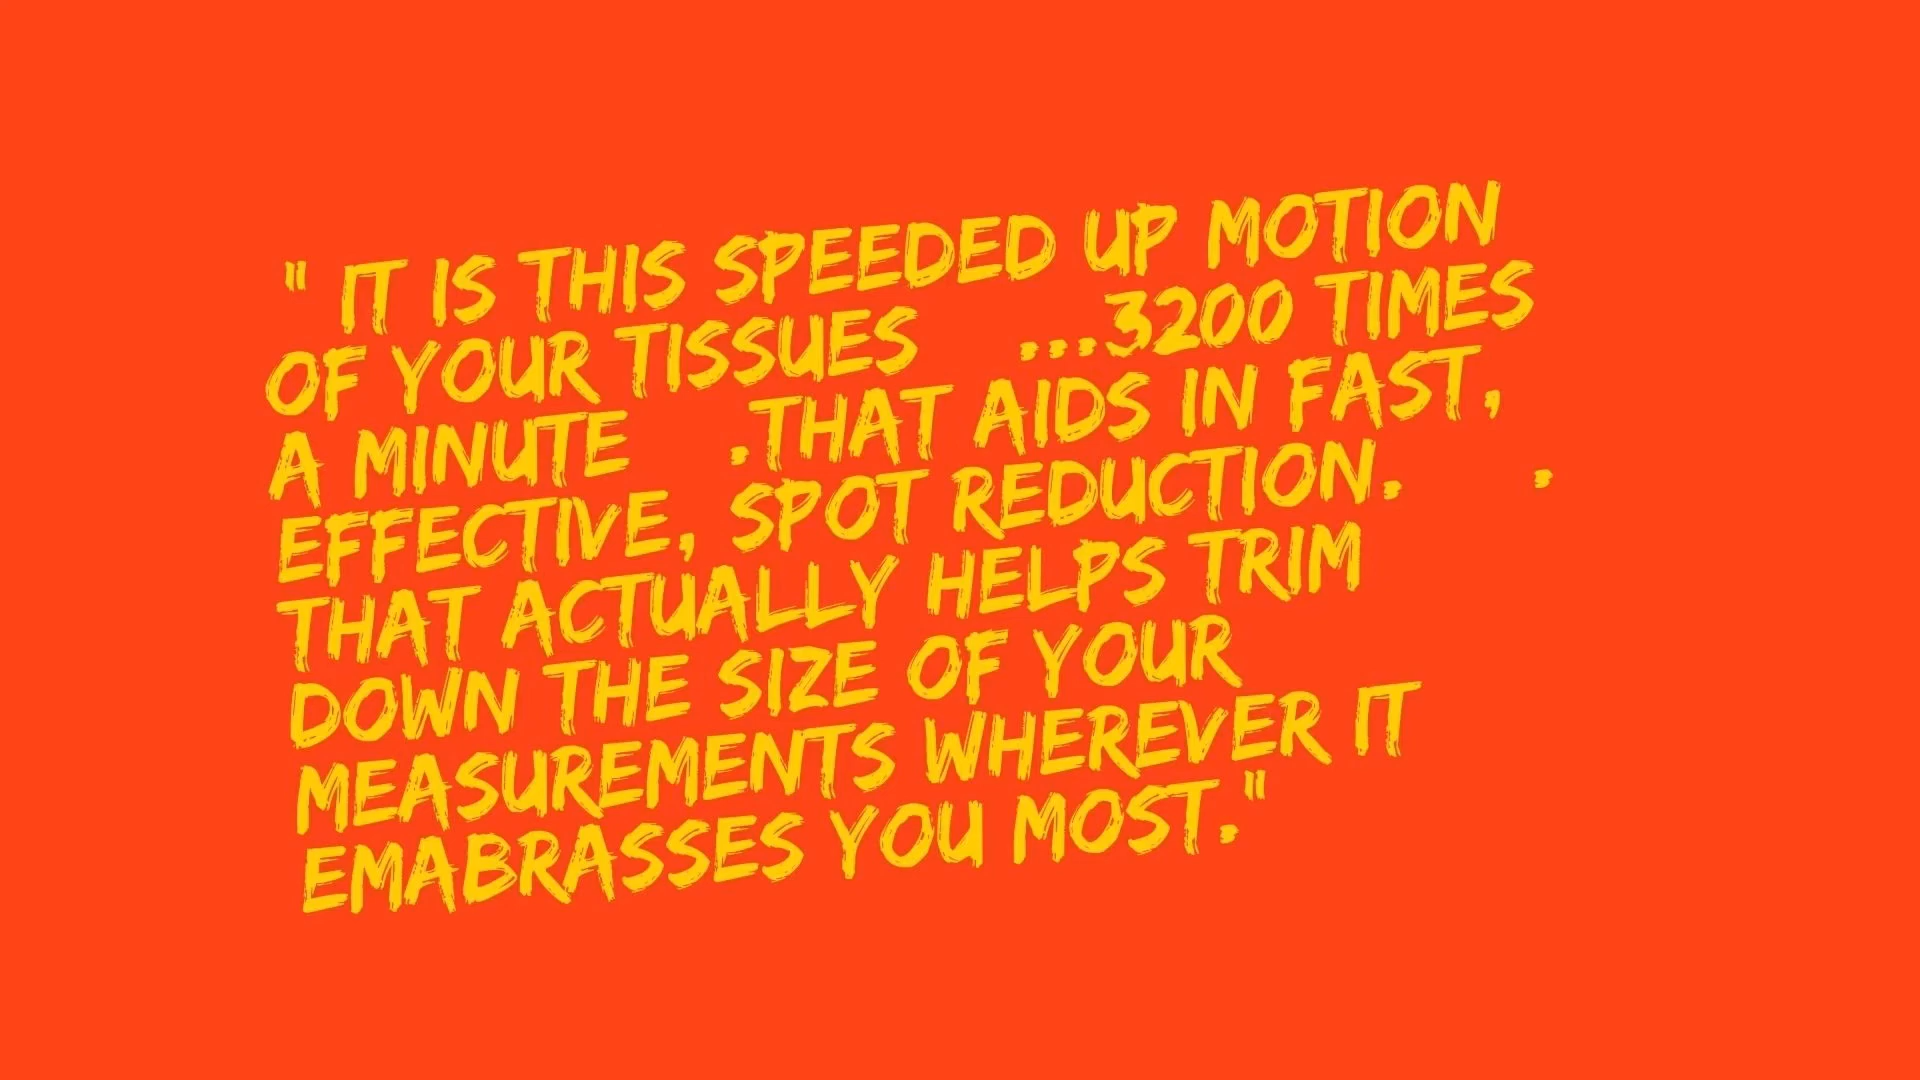 " IT IS THIS SPEEDED UP MOTION
OF YOUR TISSUES ...3200 TIMES
A MINUTE .THAT AIDS IN FAST,
EFFECTIVE, SPOT REDUCTION. .
THAT ACTUALLY HELPS TRIM
DOWN THE SIZE OF YOUR
MEASUREMENTS WHEREVER IT
EMABRASSES YOU MOST."